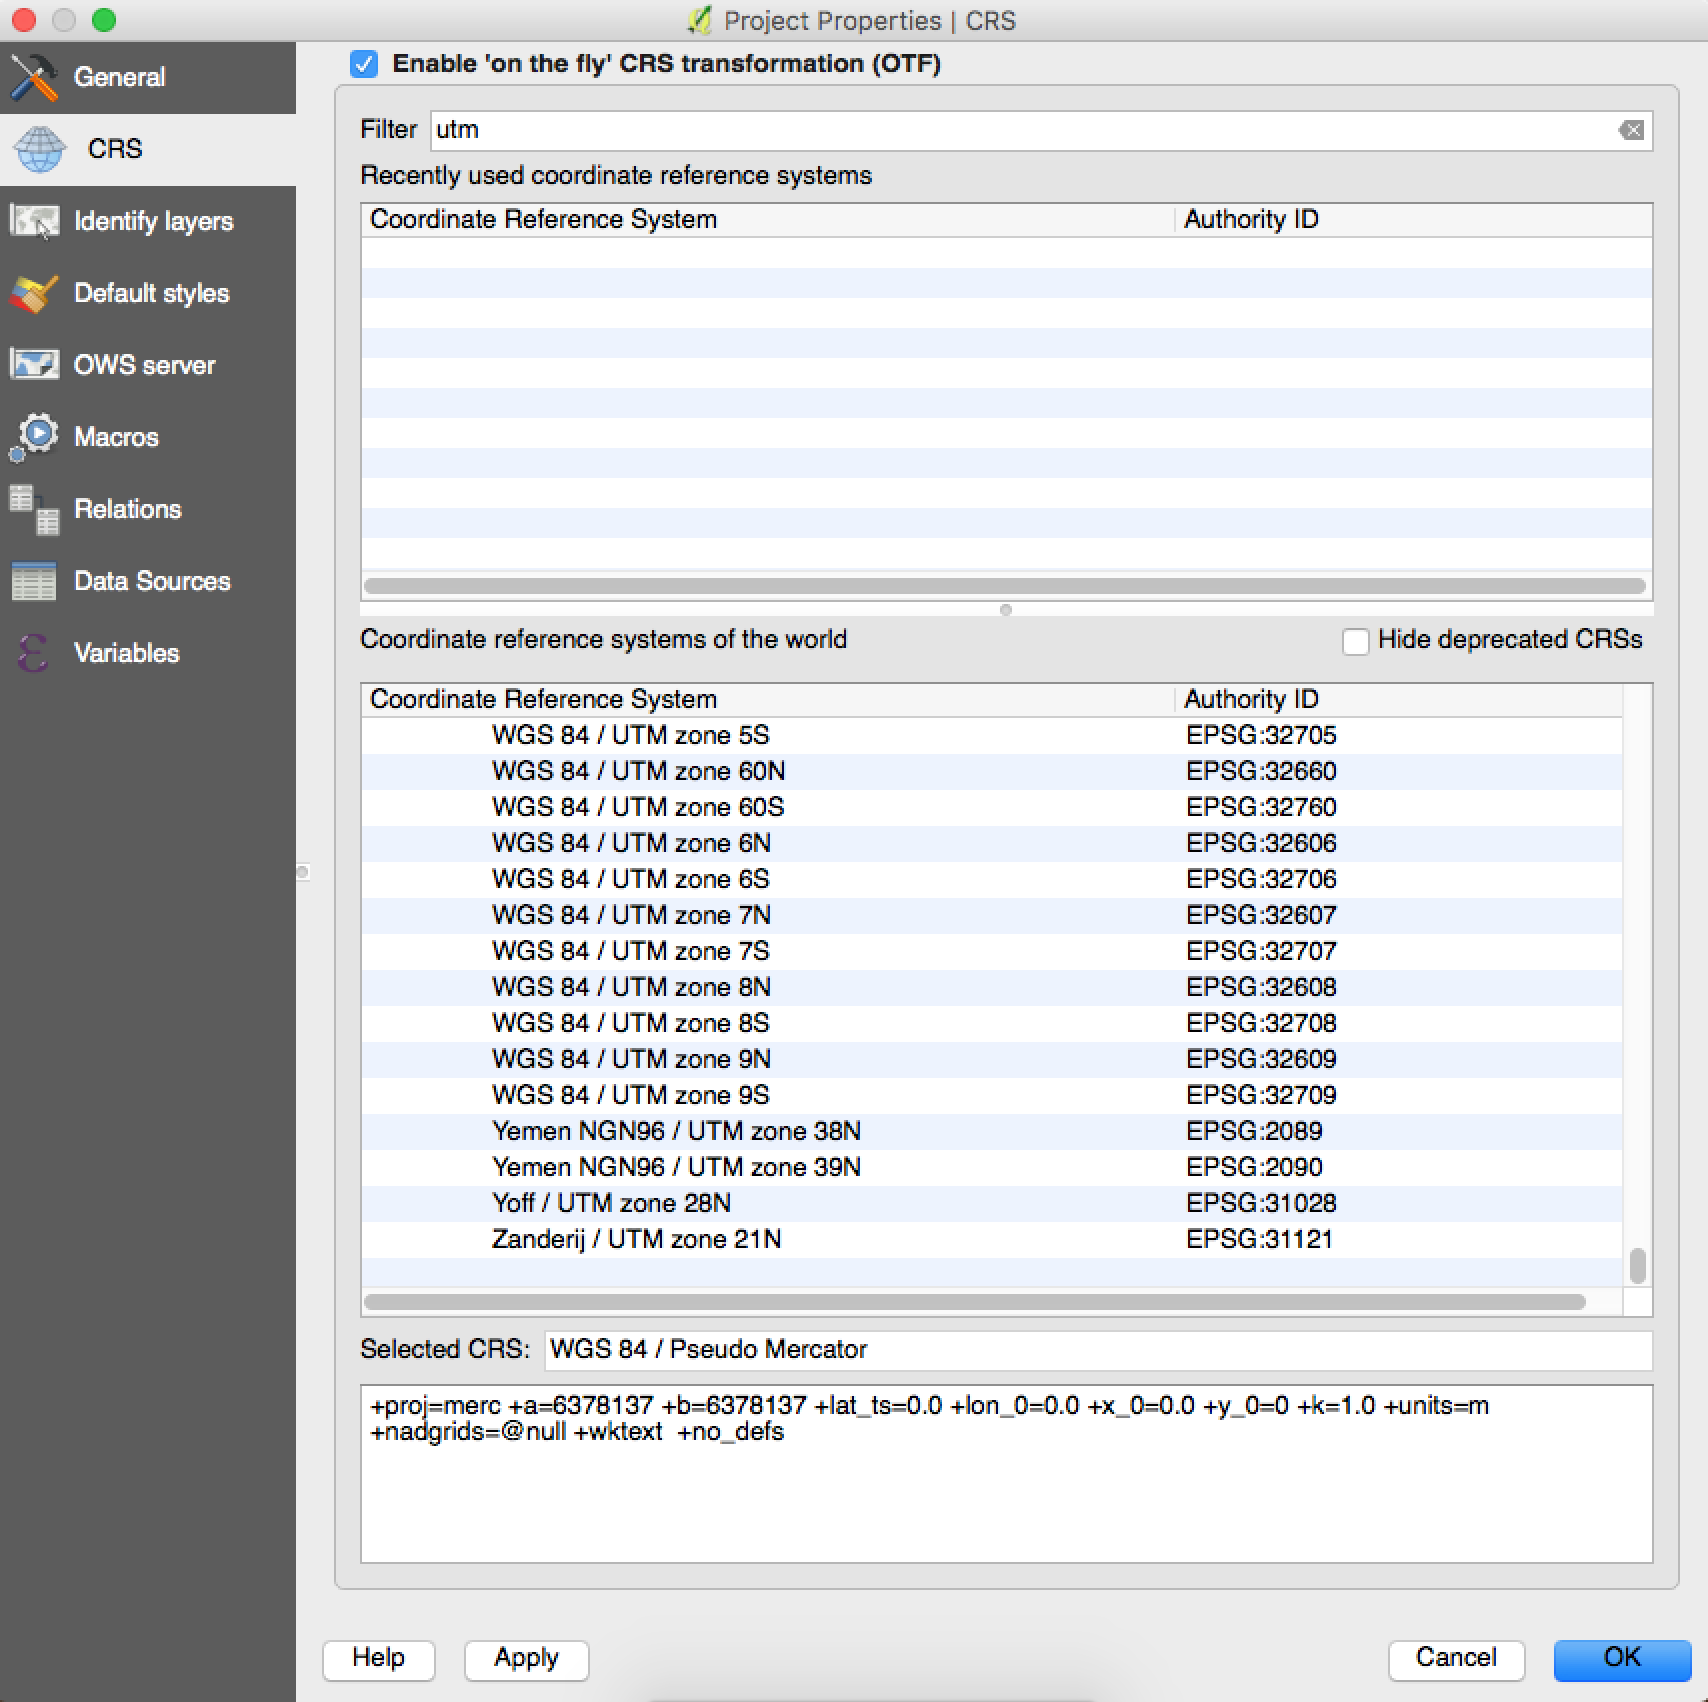 Project Properties | CRS
General
CRS
Identify layers
Default styles
OWS server
Macros
Relations
Data Sources
Variables
Enable 'on the fly' CRS transformation (OTF)
Filter utm
Recently used coordinate reference systems
Coordinate Reference System Authority ID
Coordinate reference systems of the world Hide deprecated CRSs
Coordinate Reference System Authority ID
WGS 84 / UTM zone 5S EPSG:32705
WGS 84 / UTM zone 60N EPSG:32660
WGS 84 / UTM zone 60S EPSG:32760
WGS 84 / UTM zone 6N EPSG:32606
WGS 84 / UTM zone 6S EPSG:32706
WGS 84 / UTM zone 7N EPSG:32607
WGS 84 / UTM zone 7S EPSG:32707
WGS 84 / UTM zone 8N EPSG:32608
WGS 84 / UTM zone 8S EPSG:32708
WGS 84 / UTM zone 9N EPSG:32609
WGS 84 / UTM zone 9S EPSG:32709
Yemen NGN96 / UTM zone 38N EPSG:2089
Yemen NGN96 / UTM zone 39N EPSG:2090
Yoff / UTM zone 28N EPSG:31028
Zanderij / UTM zone 21N EPSG:31121
Selected CRS: WGS 84 / Pseudo Mercator
+proj=merc +a=6378137 +b=6378137 +lat_ts=0.0 +lon_0=0.0 +x_0=0.0 +y_0=0 +k=1.0 +units=m
+nadgrids=@null +wktext  +no_defs
Help Apply Cancel OK